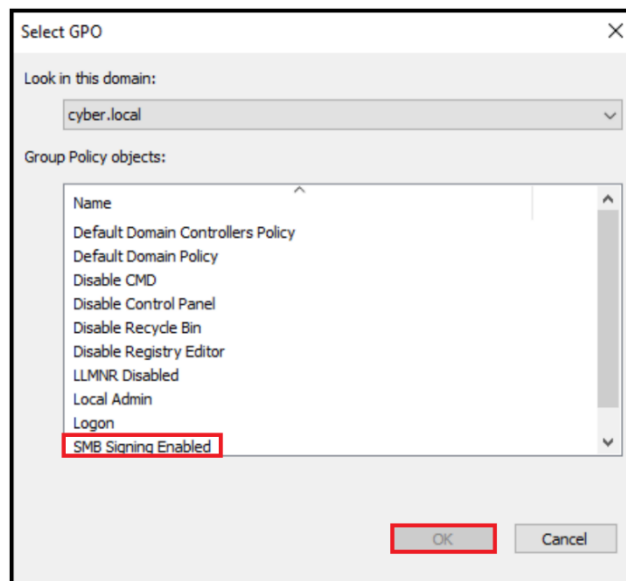 Select GPO
Look in this domain:
cyber.local
Group Policy objects:
Name
Default Domain Controllers Policy
Default Domain Policy
Disable CMD
Disable Control Panel
Disable Recycle Bin
Disable Registry Editor
LLMNR Disabled
Local Admin
Logon
SMB Signing Enabled
OK Cancel